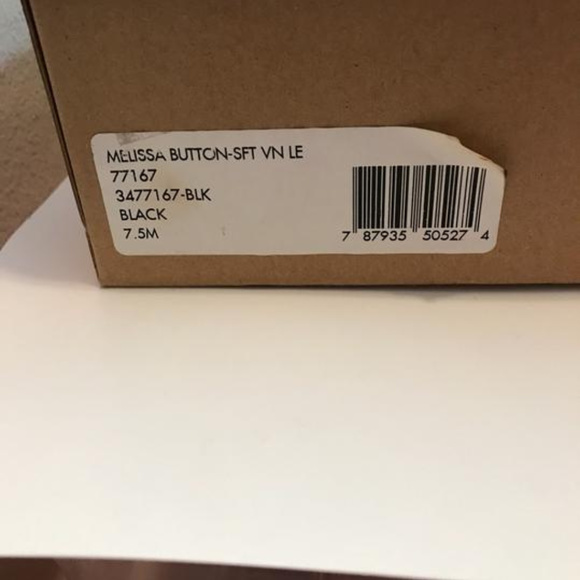 MELISSA BUTTON-SFT VN LE
77167
3477167-BLK
BLACK
7.5M
7 87935 50527 4